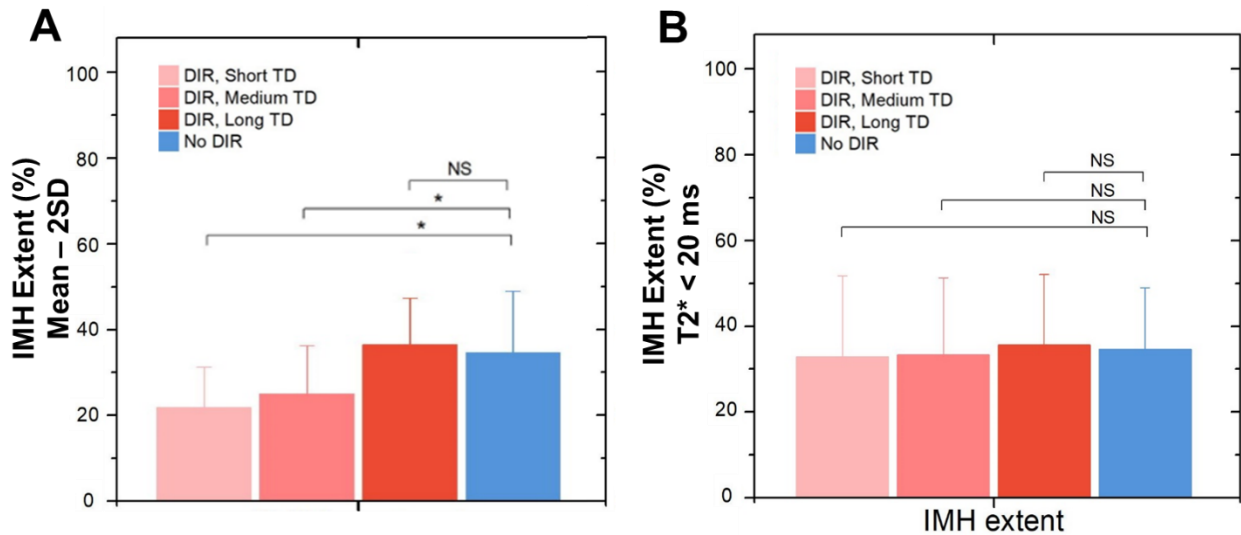 A
IMH Extent (%)
Mean – 2SD
100
80
60
40
20
0
DIR, Short TD
DIR, Medium TD
DIR, Long TD
No DIR
NS
*
*
B
IMH Extent (%)
T2* < 20 ms
100
80
60
40
20
0
DIR, Short TD
DIR, Medium TD
DIR, Long TD
No DIR
NS
NS
NS
IMH extent